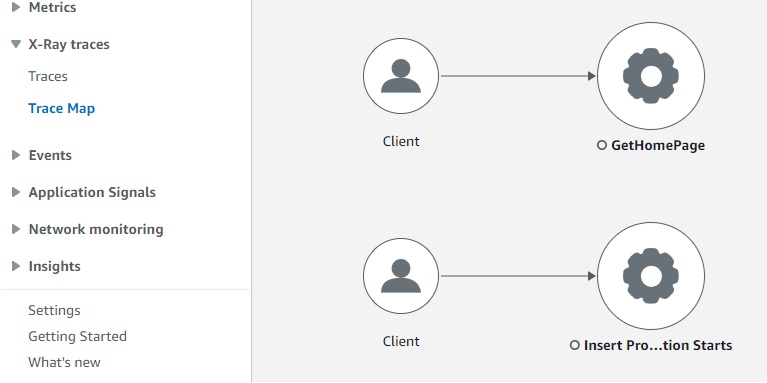 Metrics
X-Ray traces
Traces
Trace Map
Events
Application Signals
Network monitoring
Insights
Settings
Getting Started
What's new
Client
GetHomePage
Client
Insert Pro...tion Starts